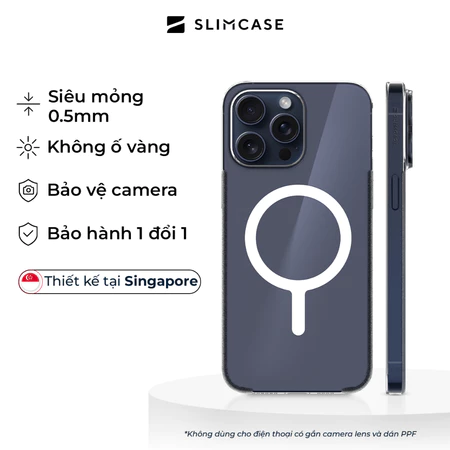 SLIMCASE
Siêu mỏng
0.5mm
Không ố vàng
Bảo vệ camera
Bảo hành 1 đổi 1
Thiết kế tại Singapore
*Không dùng cho điện thoại có gắn camera lens và dán PPF